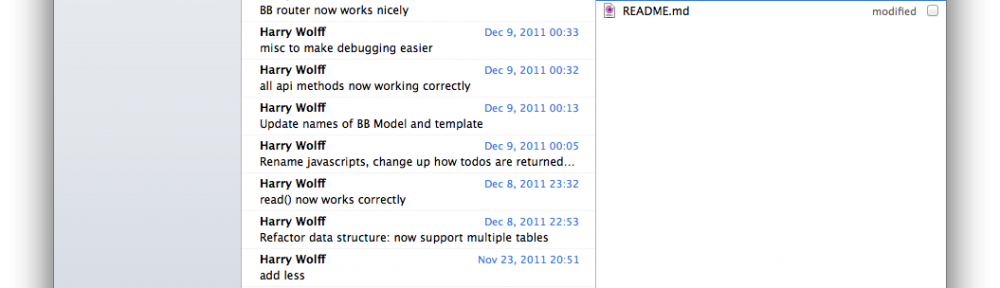 BB router now works nicely
README.md modified
Harry Wolff Dec 9, 2011 00:33
misc to make debugging easier
Harry Wolff Dec 9, 2011 00:32
all api methods now working correctly
Harry Wolff Dec 9, 2011 00:13
Update names of BB Model and template
Harry Wolff Dec 9, 2011 00:05
Rename javascripts, change up how todos are returned...
Harry Wolff Dec 8, 2011 23:32
read() now works correctly
Harry Wolff Dec 8, 2011 22:53
Refactor data structure: now support multiple tables
Harry Wolff Nov 23, 2011 20:51
add less